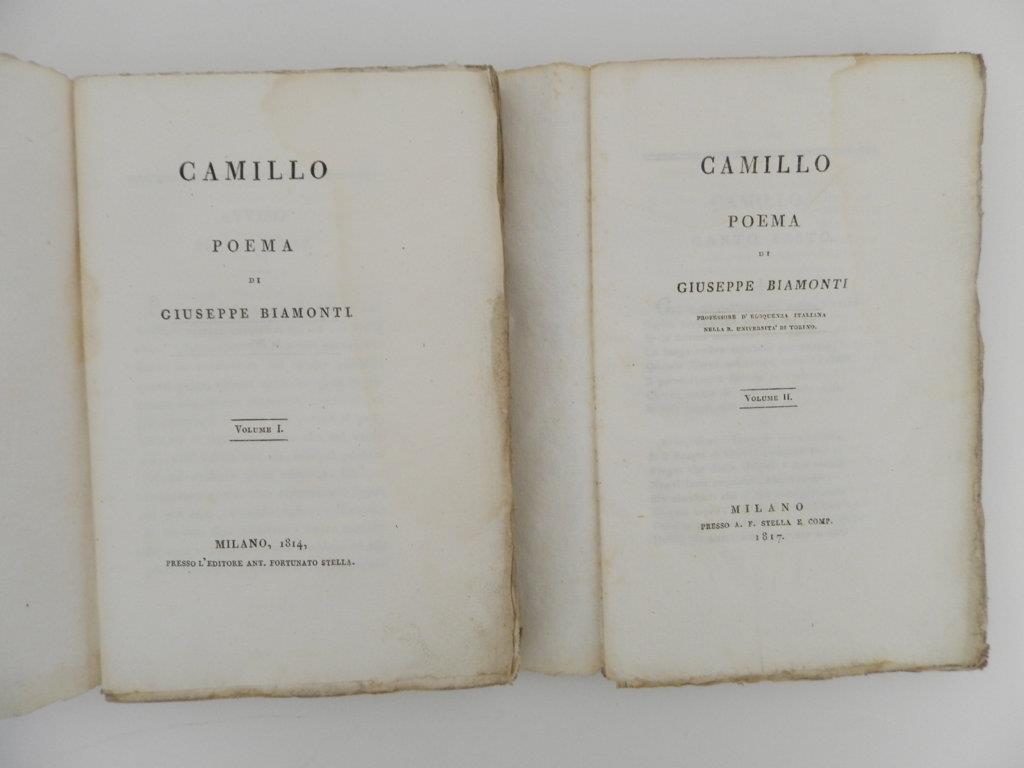 CAMILLO
POEMA
DI
GIUSEPPE BIAMONTI.
VOLUME I.
MILANO, 1814,
PRESSO L'EDITORE ANT. FORTUNATO STELLA.
CAMILLO
POEMA
DI
GIUSEPPE BIAMONTI
PROFESSORE D'ELOQUENZA ITALIANA
NELLA R. UNIVERSITA' DI TORINO.
VOLUME II.
MILANO
PRESSO A. F. STELLA E COMP.
1817.